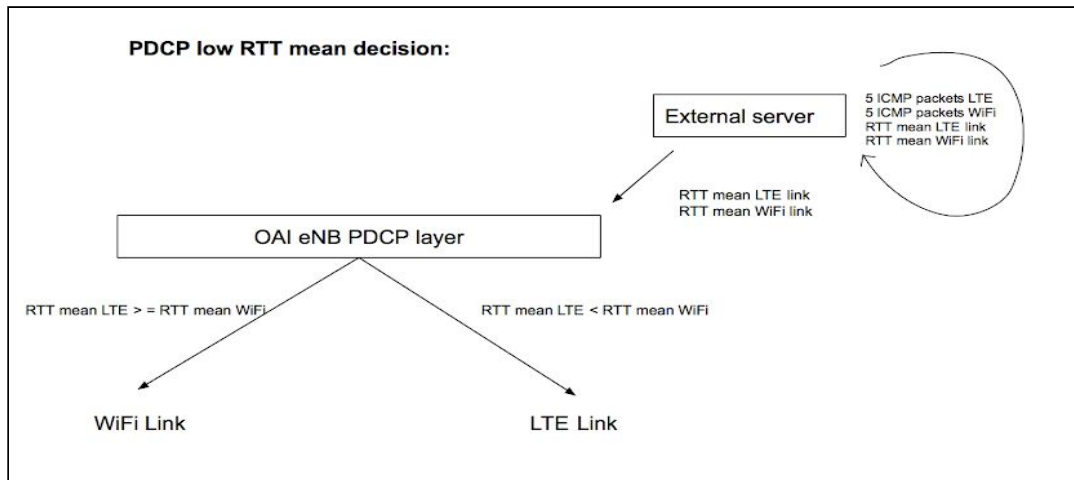 PDCP low RTT mean decision:
External server
5 ICMP packets LTE
5 ICMP packets WiFi
RTT mean LTE link
RTT mean WiFi link
RTT mean LTE link
RTT mean WiFi link
OAI eNB PDCP layer
RTT mean LTE > = RTT mean WiFi
RTT mean LTE < RTT mean WiFi
WiFi Link
LTE Link